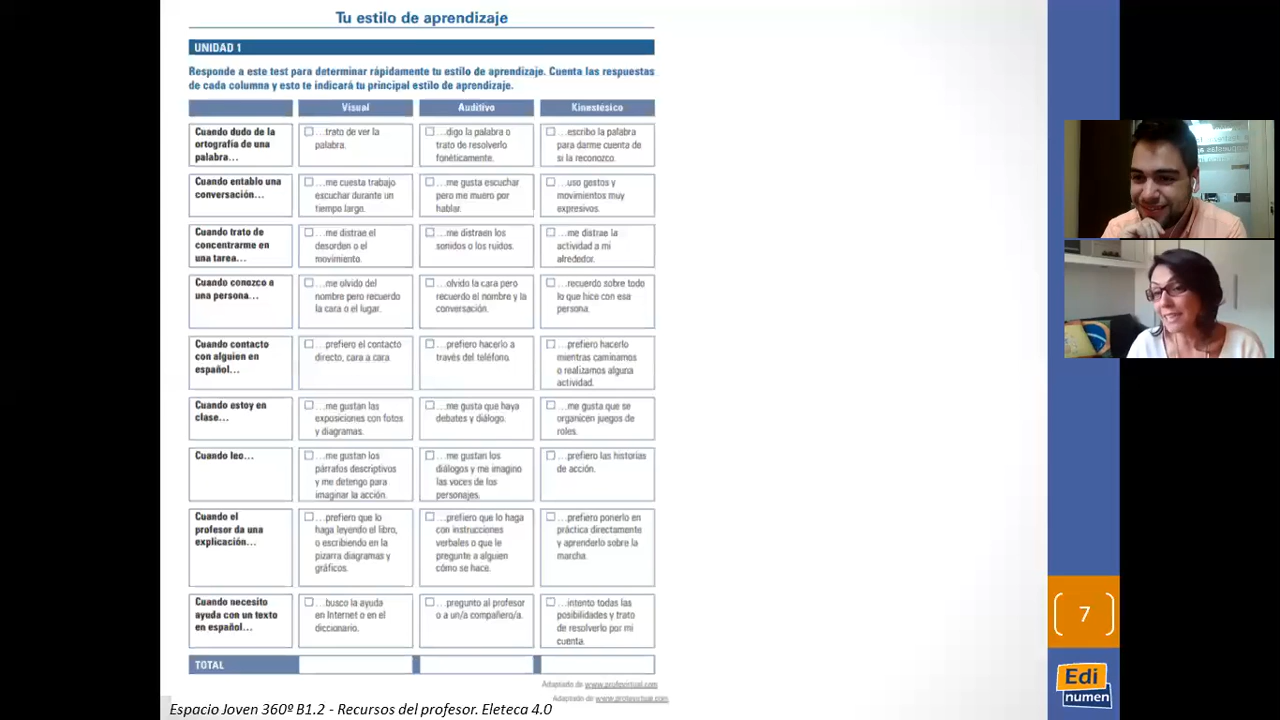 Tu estilo de aprendizaje
UNIDAD 1
Responde a este test para determinar rápidamente tu estilo de aprendizaje. Cuenta las respuestas
de cada columna y esto te indicará tu principal estilo de aprendizaje.
Visual
Auditivo
Kinestésico
Cuando dudo de la
ortografía de una
palabra...
...trato de ver la
palabra.
...digo la palabra o
trato de resolverlo
fonéticamente.
...escribo la palabra
para darme cuenta de
si la reconozco.
Cuando entablo una
conversación...
...me cuesta trabajo
escuchar durante un
tiempo largo.
...me gusta escuchar
pero me muero por
hablar.
...uso gestos y
movimientos muy
expresivos.
Cuando trato de
concentrarme en
una tarea...
...me distrae el
desorden o el
movimiento.
...me distraen los
sonidos o los ruidos.
...me distrae la
actividad a mi
alrededor.
Cuando conozco a
una persona...
...me olvido del
nombre pero recuerdo
la cara o el lugar.
...olvido la cara pero
recuerdo el nombre y la
conversación.
...recuerdo sobre todo
lo que hice con esa
persona.
Cuando contacto
con alguien en
español...
...prefiero el contacto
directo, cara a cara
...prefiero hacerlo a
través del teléfono.
...prefiero hacerlo
mientras caminamos
o realizamos alguna
actividad.
Cuando estoy en
clase...
...me gustan las
exposiciones con fotos
y diagramas.
...me gusta que haya
debates y diálogo.
...me gusta que se
organicen juegos de
roles.
Cuando leo...
...me gustan los
párrafos descriptivos
y me detengo para
imaginar la acción.
...me gustan los
diálogos y me imagino
las voces de los
personajes.
...prefiero las historias
de acción.
Cuando el
profesor da una
explicación...
...prefiero que lo
haga leyendo el libro,
o escribiendo en la
pizarra diagramas y
gráficos.
...prefiero que lo haga
con instrucciones
verbales o que le
pregunte a alguien
cómo se hace.
...prefiero ponerlo en
práctica directamente
y aprenderlo sobre la
marcha.
Cuando necesito
ayuda con un texto
en español...
...busco la ayuda
en Internet o en el
diccionario.
...pregunto al profesor
o a un/a compañero/a.
...intento todas las
posibilidades y trato
de resolverlo por mi
cuenta.
TOTAL
Adaptado de www.profevirtual.com
Adaptado de www.profevirtual.com
Espacio Joven 360º B1.2 - Recursos del profesor. Eleteca 4.0
7
Edi
numen